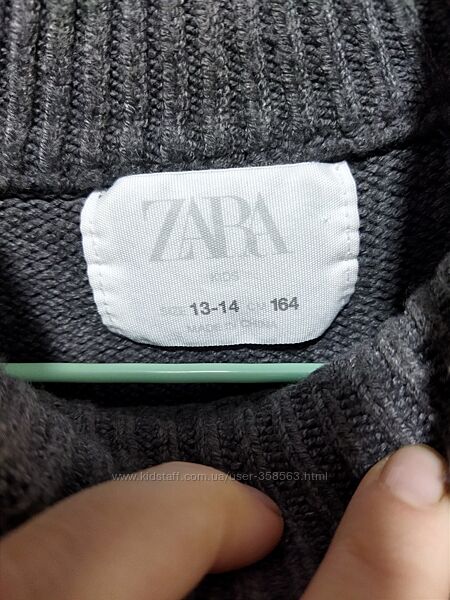 ZARA
KIDS
SIZE 13-14 CM 164
MADE IN CHINA
www.kidstaff.com.ua/user-358563.html